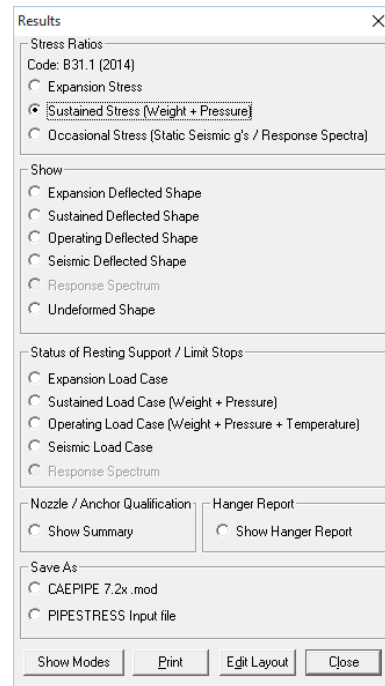 Results
Stress Ratios
Code: B31.1 (2014)
Expansion Stress
Sustained Stress (Weight + Pressure)
Occasional Stress (Static Seismic g's / Response Spectra)
Show
Expansion Deflected Shape
Sustained Deflected Shape
Operating Deflected Shape
Seismic Deflected Shape
Response Spectrum
Undeformed Shape
Status of Resting Support / Limit Stops
Expansion Load Case
Sustained Load Case (Weight + Pressure)
Operating Load Case (Weight + Pressure + Temperature)
Seismic Load Case
Response Spectrum
Nozzle / Anchor Qualification Hanger Report
Show Summary Show Hanger Report
Save As
CAEPIPE 7.2x .mod
PIPESTRESS Input file
Show Modes Print Edit Layout Close